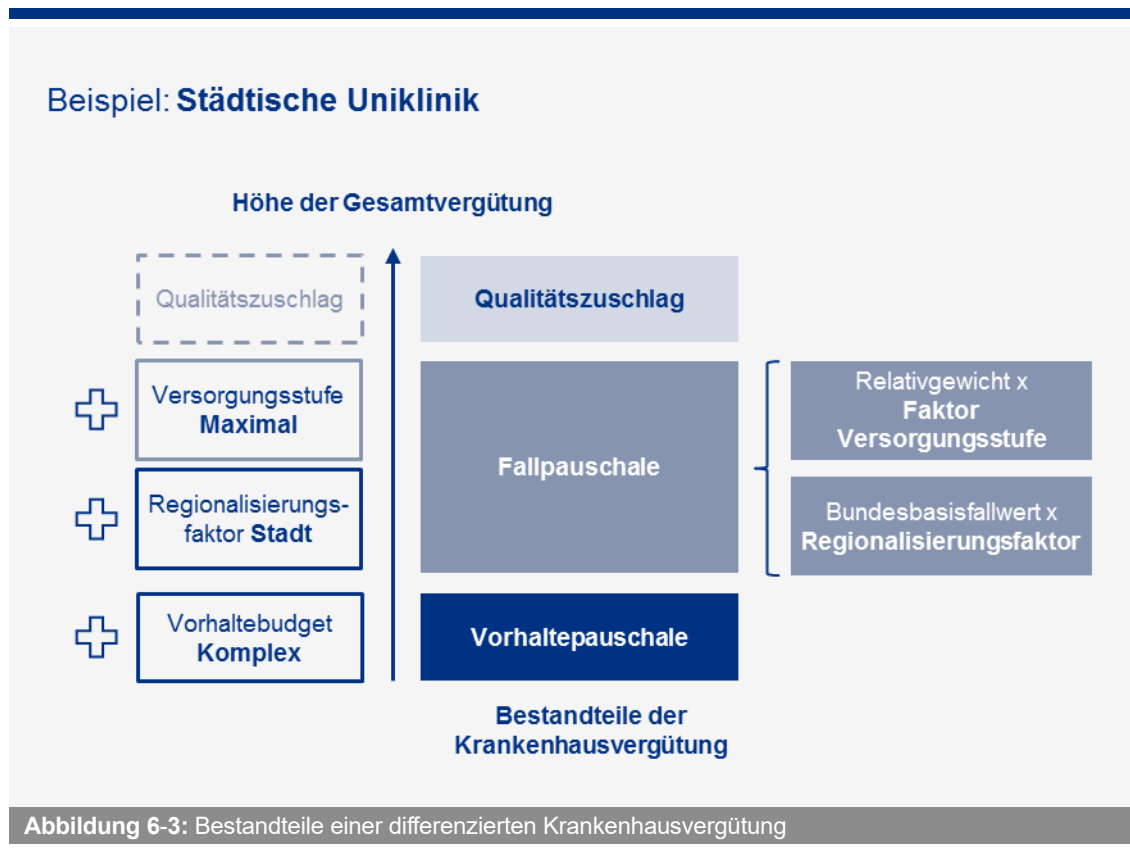 Beispiel: Städtische Uniklinik
Höhe der Gesamtvergütung
Qualitätszuschlag
Versorgungsstufe
Maximal
Regionalisierungs-
faktor Stadt
Vorhaltebudget
Komplex
Qualitätszuschlag
Fallpauschale
Vorhaltepauschale
Relativgewicht x
Faktor
Versorgungsstufe
Bundesbasisfallwert x
Regionalisierungsfaktor
Bestandteile der
Krankenhausvergütung
Abbildung 6-3: Bestandteile einer differenzierten Krankenhausvergütung